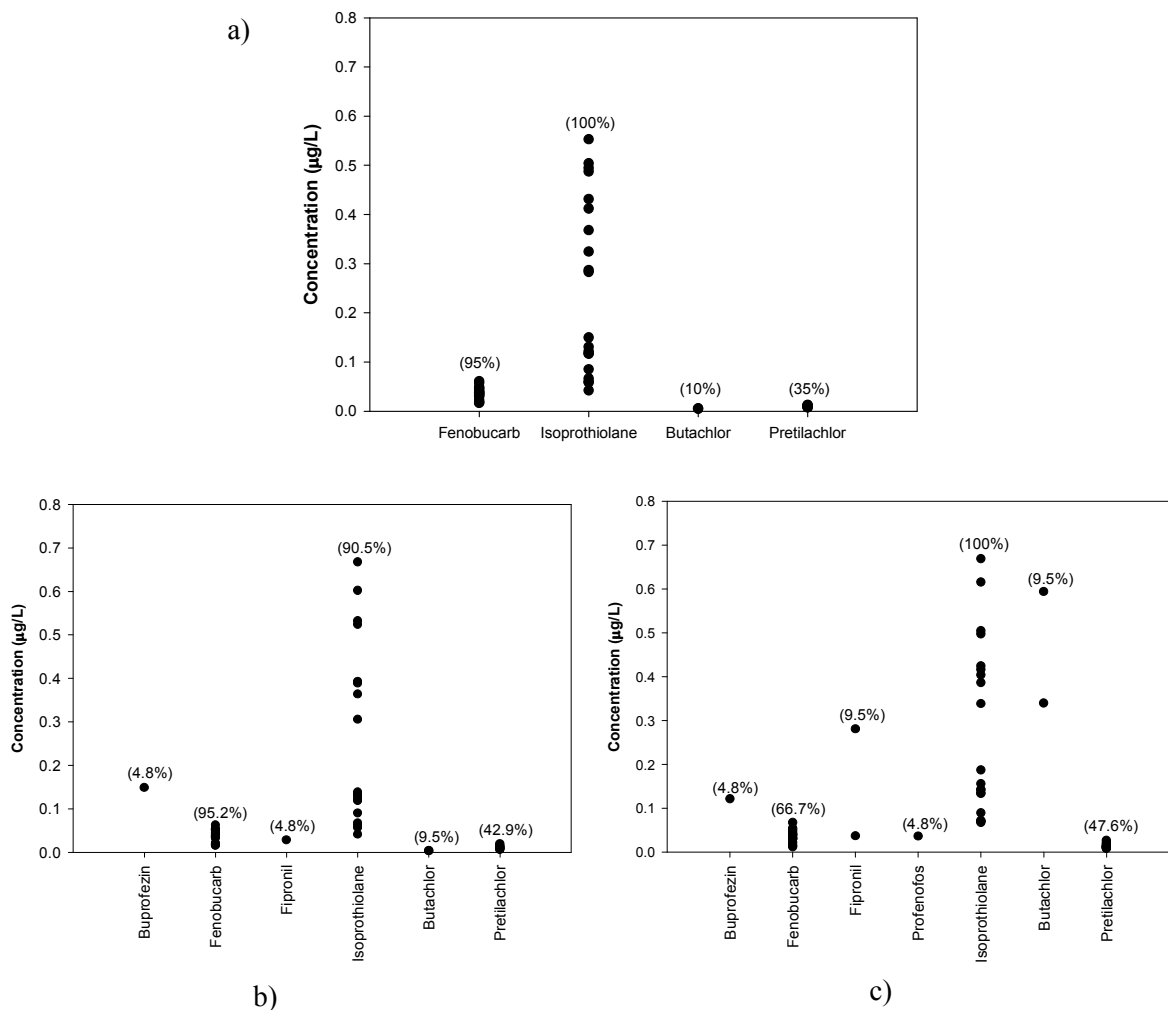 a)
Concentration (µg/L)
0.8
0.7
0.6
0.5
0.4
0.3
0.2
0.1
0.0
(95%)
(100%)
(10%)
(35%)
Fenobucarb
Isoprothiolane
Butachlor
Pretilachlor
Concentration (µg/L)
0.8
0.7
0.6
0.5
0.4
0.3
0.2
0.1
0.0
(4.8%)
(95.2%)
(4.8%)
(90.5%)
(9.5%)
(42.9%)
Buprofezin
Fenobucarb
Fipronil
Isoprothiolane
Butachlor
Pretilachlor
b)
Concentration (µg/L)
0.8
0.7
0.6
0.5
0.4
0.3
0.2
0.1
0.0
(4.8%)
(66.7%)
(9.5%)
(4.8%)
(100%)
(9.5%)
(47.6%)
Buprofezin
Fenobucarb
Fipronil
Profenofos
Isoprothiolane
Butachlor
Pretilachlor
c)